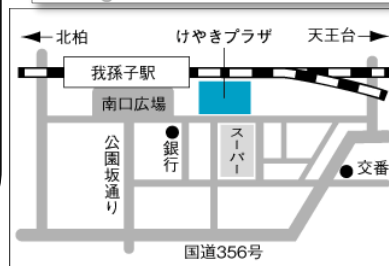 北柏
けやきプラザ
天王台
我孫子駅
南口広場
公園坂通り
銀行
スーパー
交番
国道356号